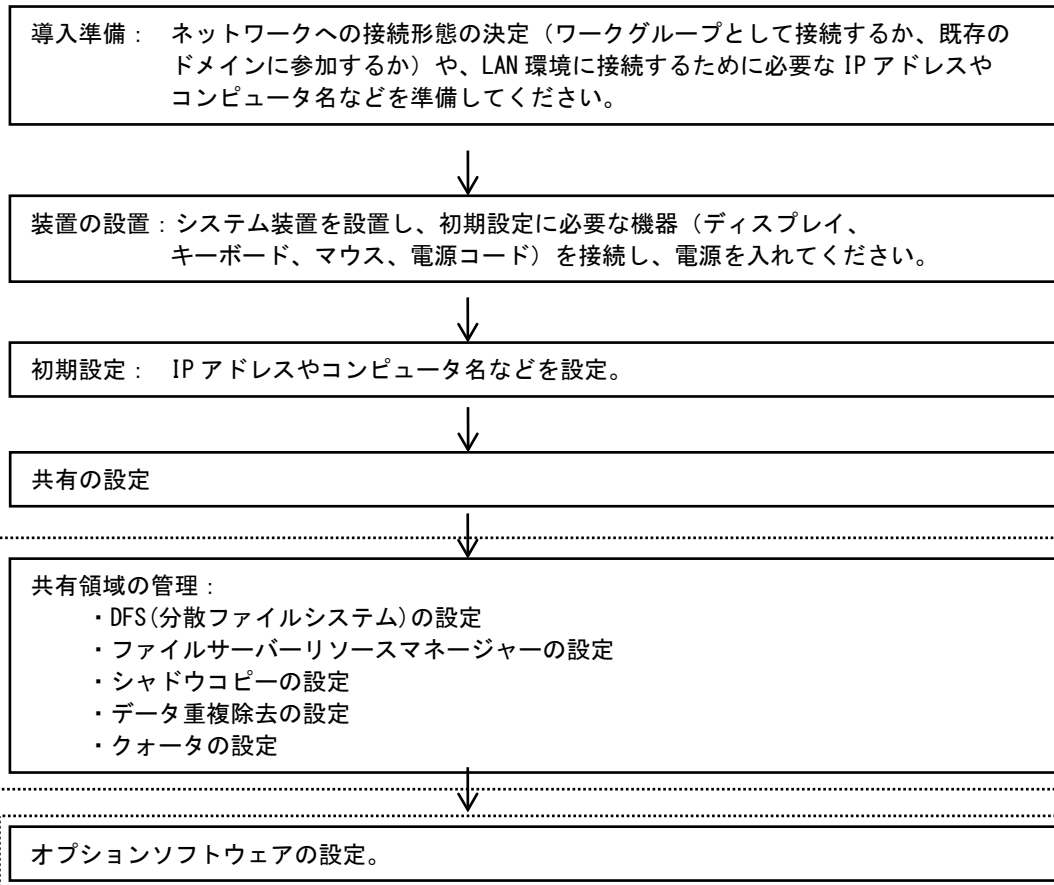 導入準備： ネットワークへの接続形態の決定（ワークグループとして接続するか、既存の
ドメインに参加するか）や、LAN 環境に接続するために必要な IP アドレスや
コンピュータ名などを準備してください。
装置の設置：システム装置を設置し、初期設定に必要な機器（ディスプレイ、
キーボード、マウス、電源コード）を接続し、電源を入れてください。
初期設定： IP アドレスやコンピュータ名などを設定。
共有の設定
共有領域の管理：
・DFS(分散ファイルシステム)の設定
・ファイルサーバーリソースマネージャーの設定
・シャドウコピーの設定
・データ重複除去の設定
・クォータの設定
オプションソフトウェアの設定。